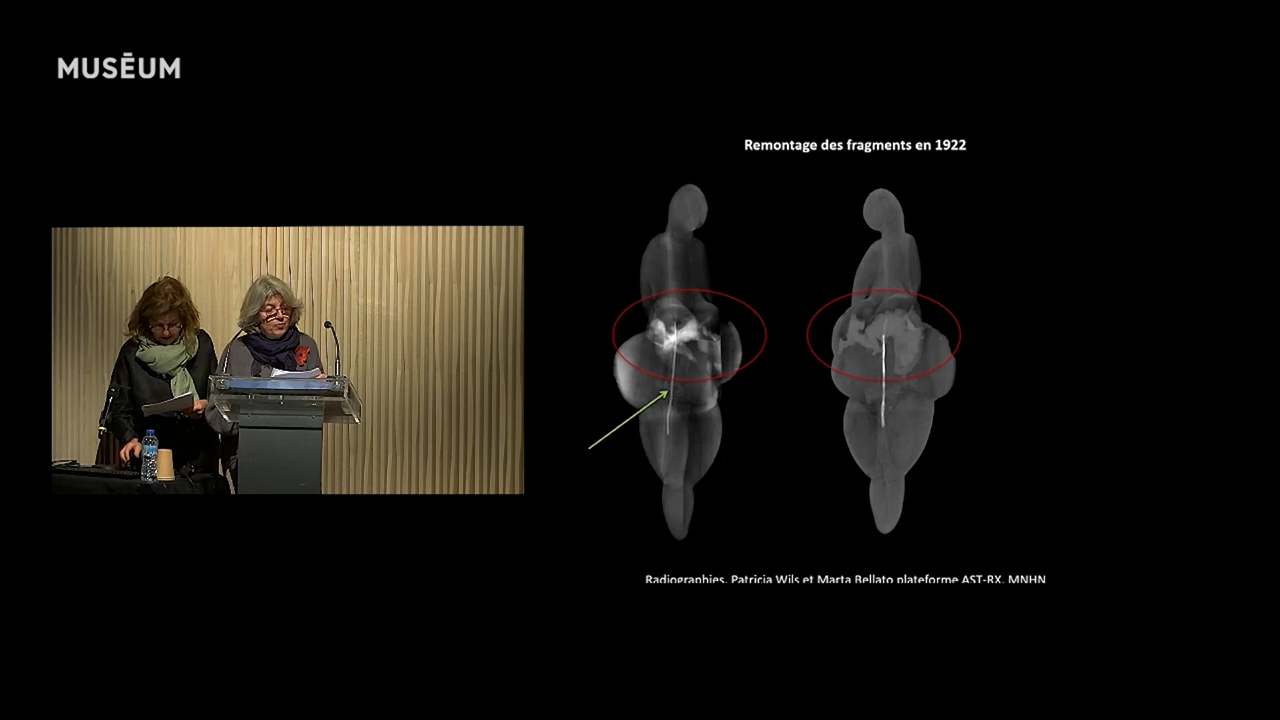 MUSĒUM
Remontage des fragments en 1922
Radiographies. Patricia Wils et Marta Bellato plateforme AST-RX. MNHN